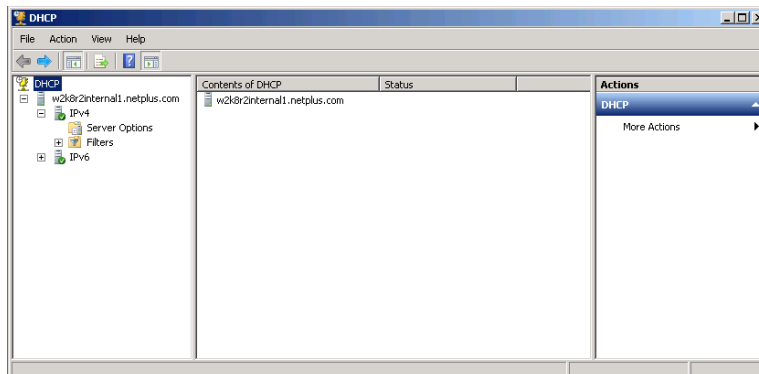 DHCP
File Action View Help
DHCP
w2k8r2internal1.netplus.com
IPv4
Server Options
Filters
IPv6
Contents of DHCP Status
w2k8r2internal1.netplus.com
Actions
DHCP
More Actions